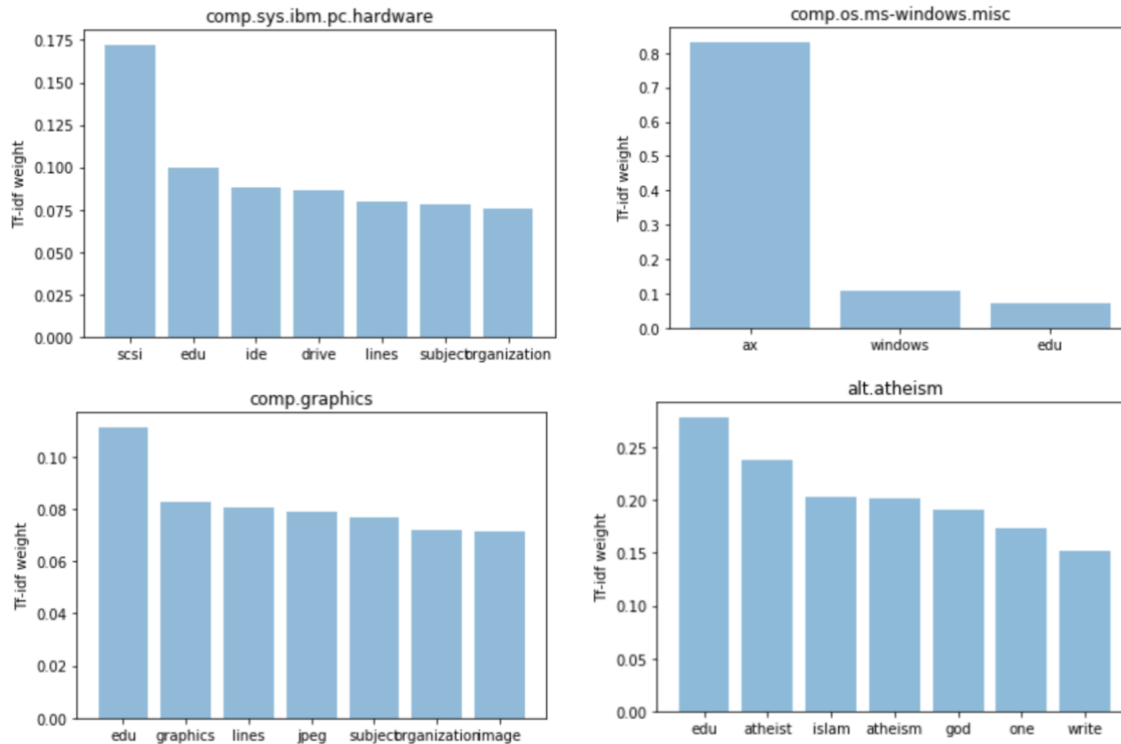 comp.sys.ibm.pc.hardware
Tf-idf weight
0.175
0.150
0.125
0.100
0.075
0.050
0.025
0.000
scsi edu ide drive lines subject organization
comp.os.ms-windows.misc
Tf-idf weight
0.8
0.7
0.6
0.5
0.4
0.3
0.2
0.1
0.0
ax windows edu
comp.graphics
Tf-idf weight
0.10
0.08
0.06
0.04
0.02
0.00
edu graphics lines jpeg subject organization image
alt.atheism
Tf-idf weight
0.25
0.20
0.15
0.10
0.05
0.00
edu atheist islam atheism god one write